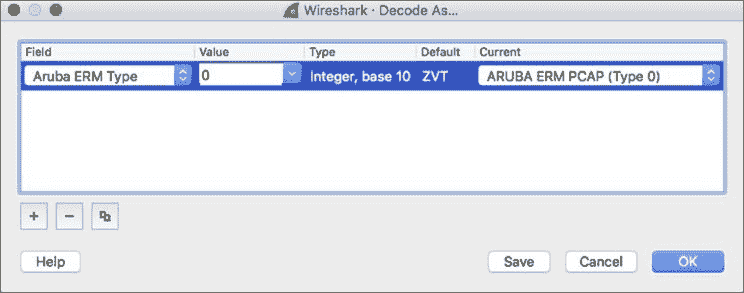 Wireshark · Decode As...
Field Value Type Default Current
Aruba ERM Type 0 Integer, base 10 ZVT ARUBA ERM PCAP (Type 0)
+ −
Help Save Cancel OK